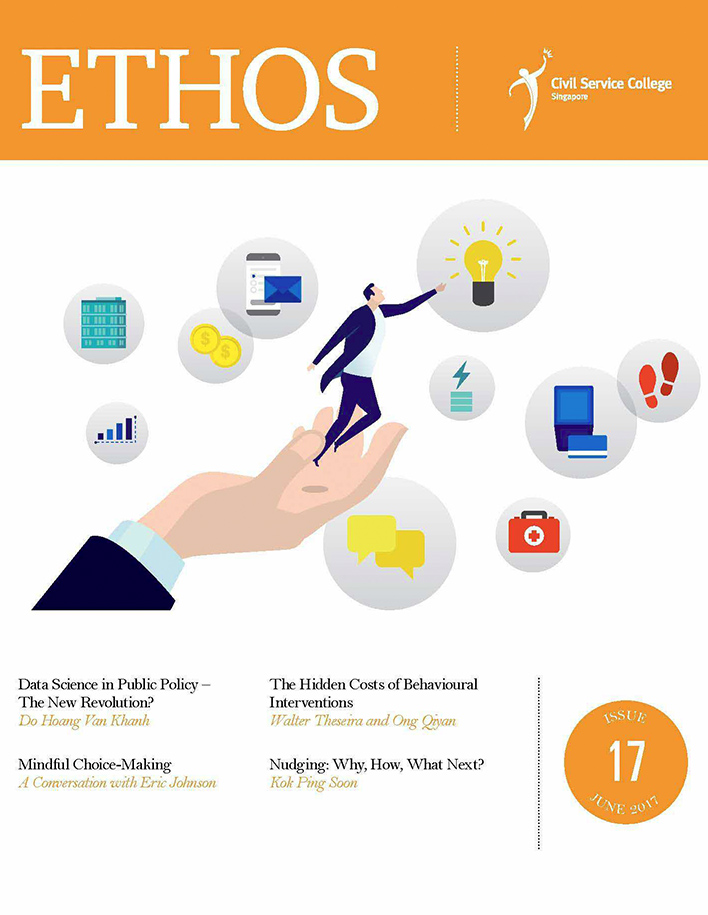 ETHOS
Civil Service College
Singapore
$
$
Data Science in Public Policy –
The New Revolution?
Do Hoang Van Khanh
Mindful Choice-Making
A Conversation with Eric Johnson
The Hidden Costs of Behavioural
Interventions
Walter Theseira and Ong Qiyan
Nudging: Why, How, What Next?
Kok Ping Soon
ISSUE
17
JUNE 2017